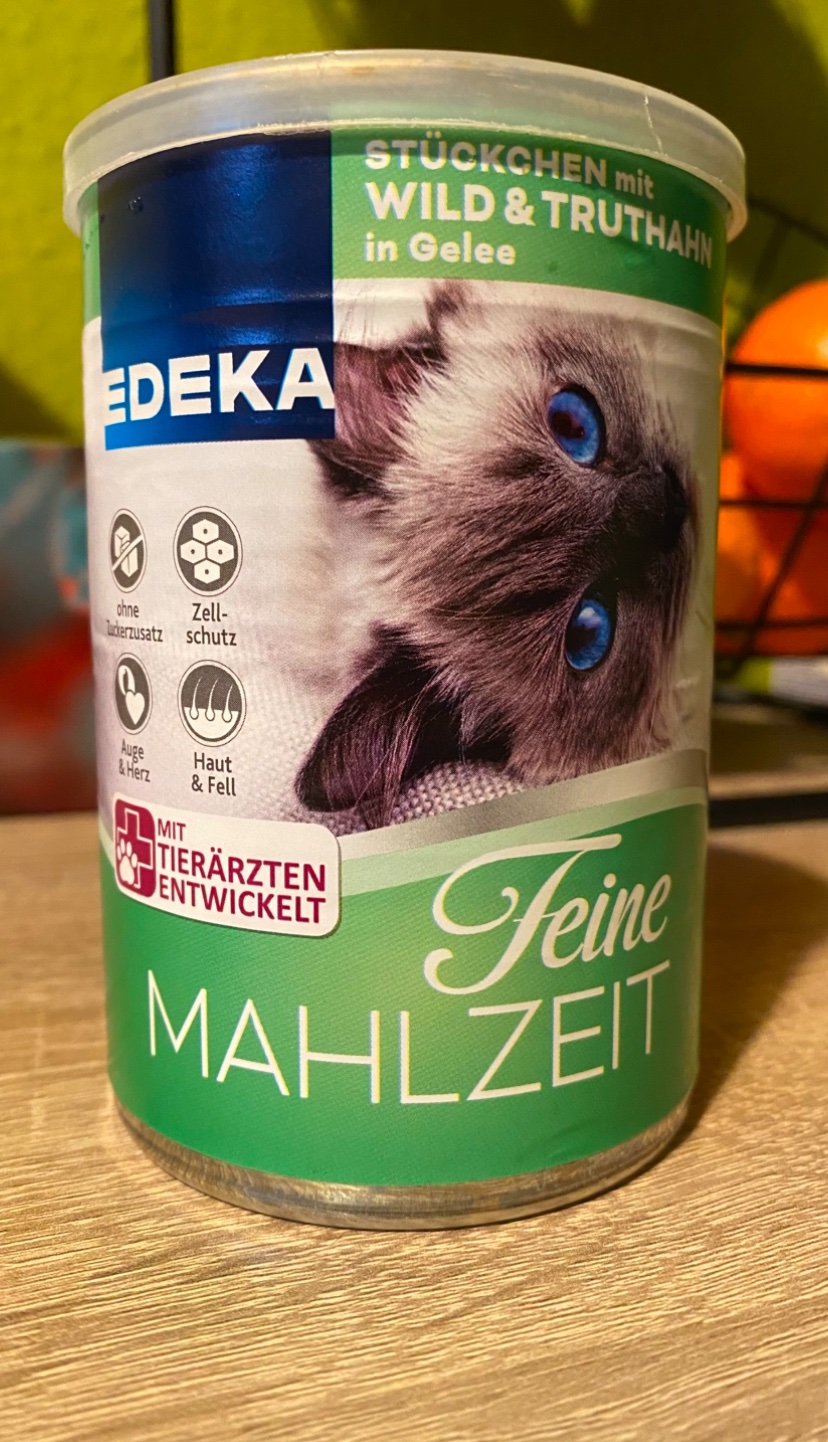 STÜCKCHEN mit
WILD & TRUTHAHN
in Gelee
EDEKA
ohne
Zuckerzusatz
Zell-
schutz
Auge
& Herz
Haut
& Fell
MIT
TIERÄRZTEN
ENTWICKELT
Feine
MAHLZEIT